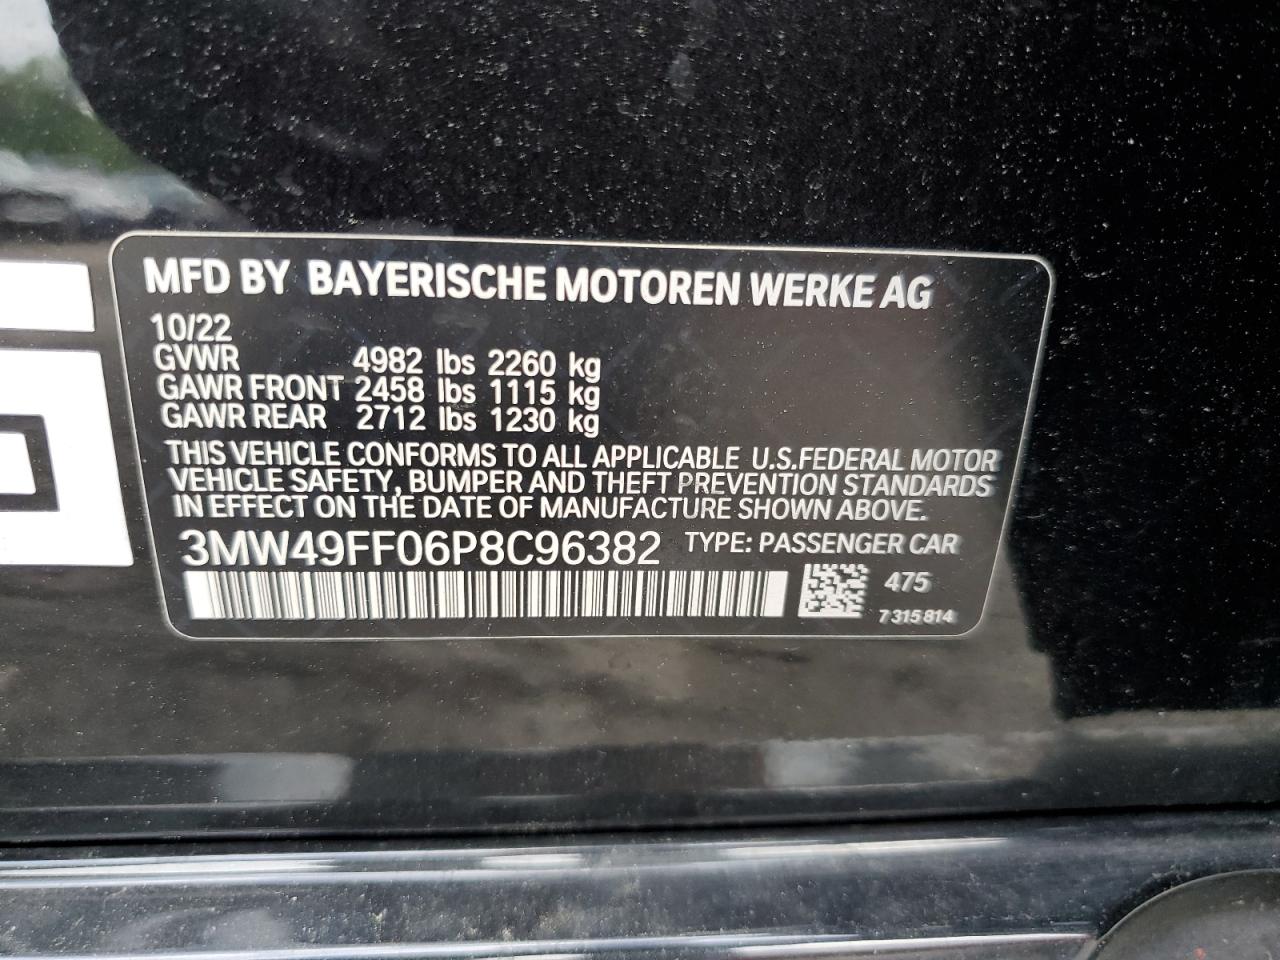 MFD BY BAYERISCHE MOTOREN WERKE AG
10/22
GVWR 4982 lbs 2260 kg
GAWR FRONT 2458 lbs 1115 kg
GAWR REAR 2712 lbs 1230 kg
THIS VEHICLE CONFORMS TO ALL APPLICABLE U.S.FEDERAL MOTOR
VEHICLE SAFETY, BUMPER AND THEFT PREVENTION STANDARDS
IN EFFECT ON THE DATE OF MANUFACTURE SHOWN ABOVE.
3MW49FF06P8C96382 TYPE: PASSENGER CAR
475
7 315 814